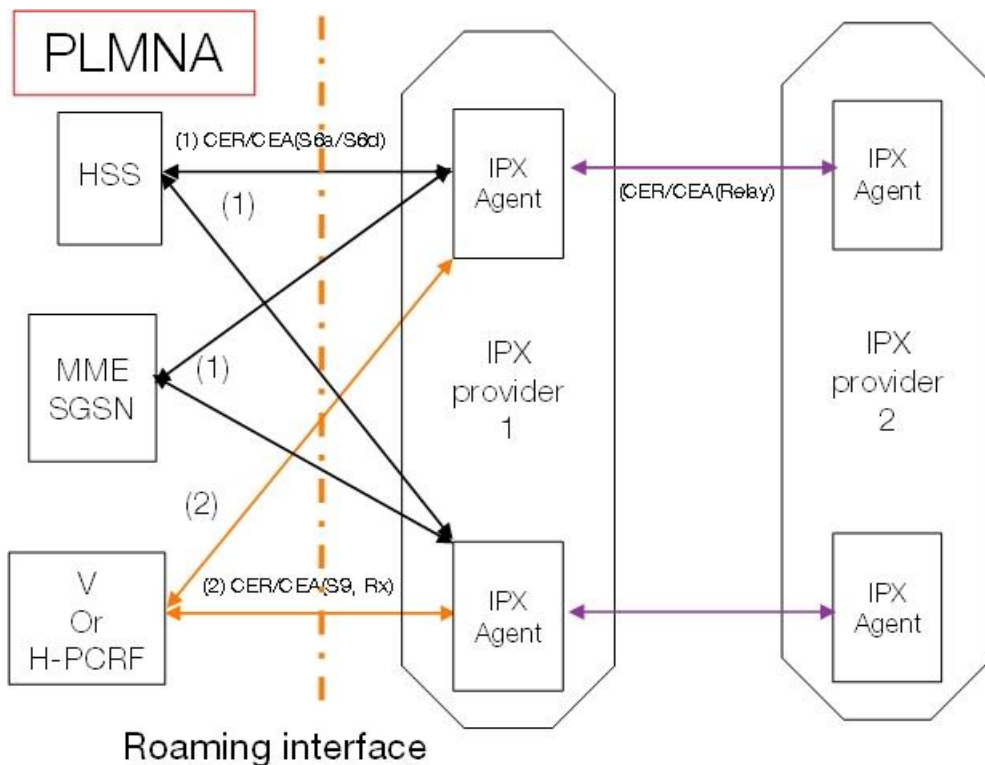 PLMNA
(1) CER/CEA(S6a/S6d)
HSS
(1)
IPX
Agent
(CER/CEA(Relay)
IPX
Agent
MME
SGSN
(1)
IPX
provider
1
IPX
provider
2
(2)
V
Or
H-PCRF
(2) CER/CEA(S9, Rx)
IPX
Agent
IPX
Agent
Roaming interface